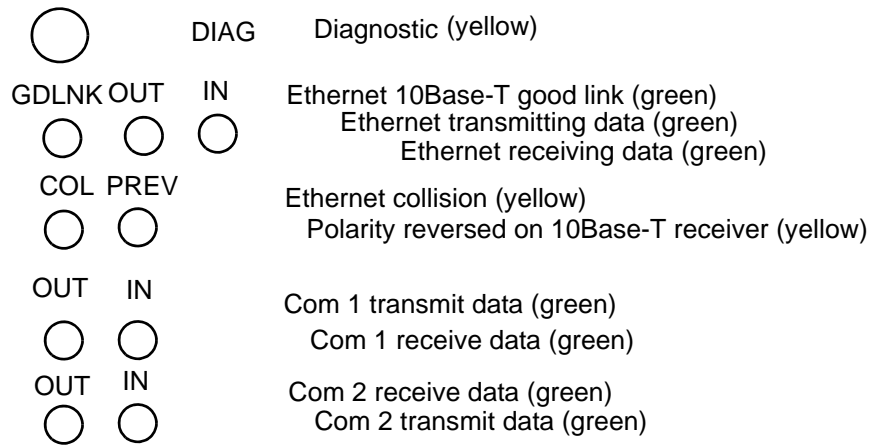 DIAG Diagnostic (yellow)
GDLNK OUT IN Ethernet 10Base-T good link (green)
Ethernet transmitting data (green)
Ethernet receiving data (green)
COL PREV Ethernet collision (yellow)
Polarity reversed on 10Base-T receiver (yellow)
OUT IN Com 1 transmit data (green)
Com 1 receive data (green)
OUT IN Com 2 receive data (green)
Com 2 transmit data (green)